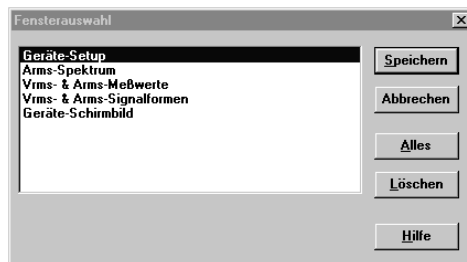 Fensterauswahl
Geräte-Setup
Arms-Spektrum
Vrms- & Arms-Meßwerte
Vrms- & Arms-Signalformen
Geräte-Schirmbild
Speichern
Abbrechen
Alles
Löschen
Hilfe